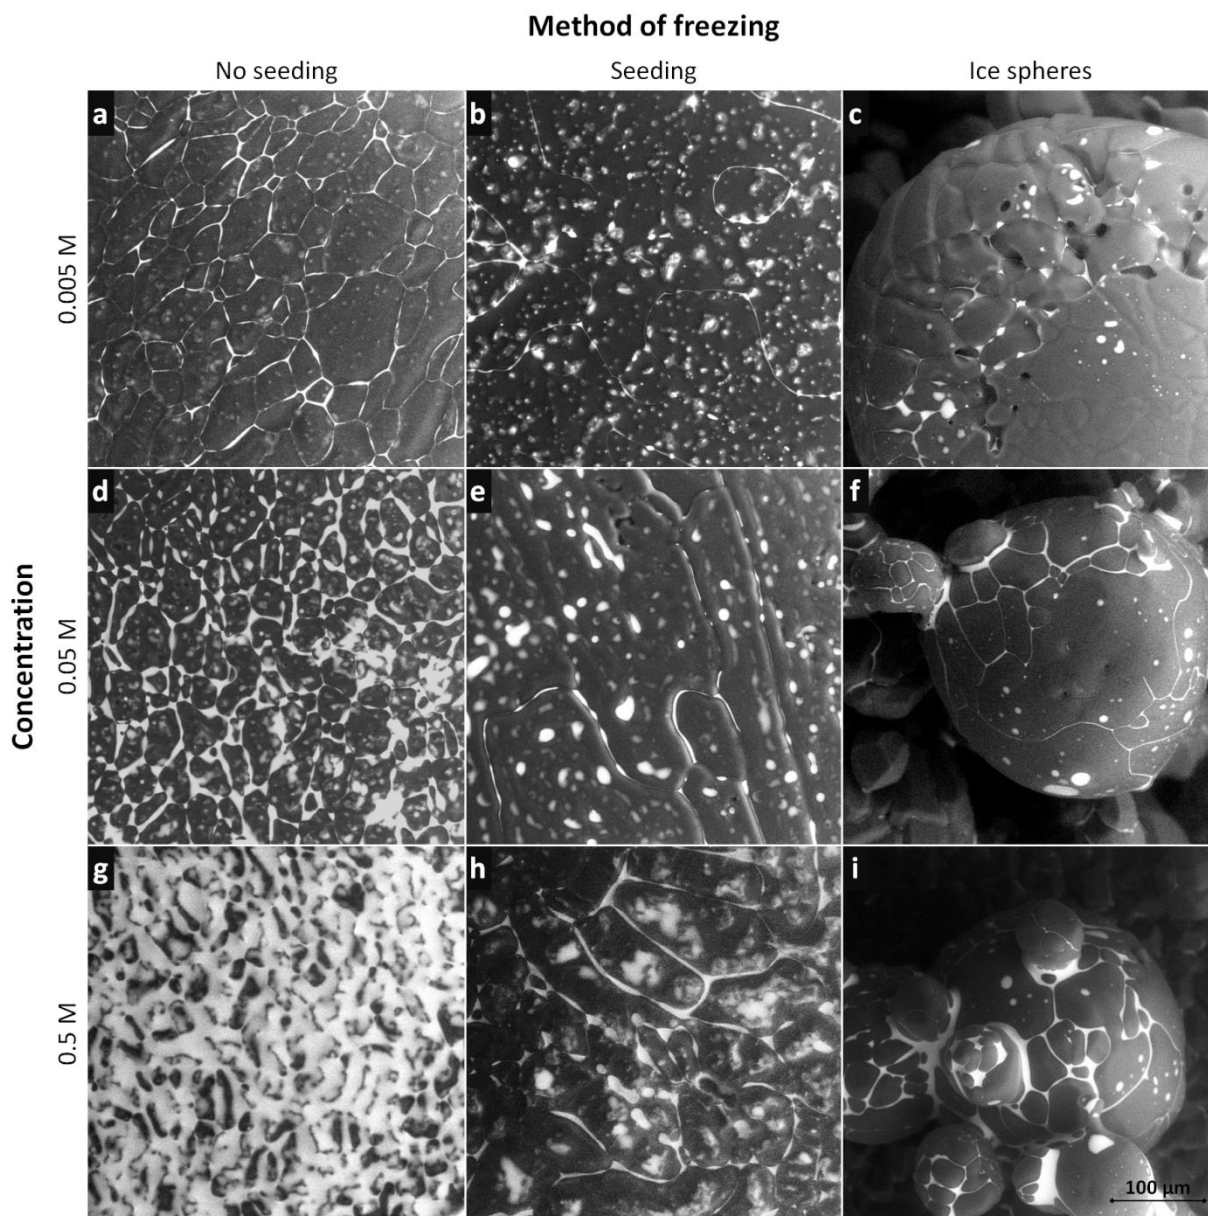 Method of freezing
No seeding Seeding Ice spheres
a b c
0.005 M
d e f
Concentration
0.05 M
g h i
0.5 M
100 µm